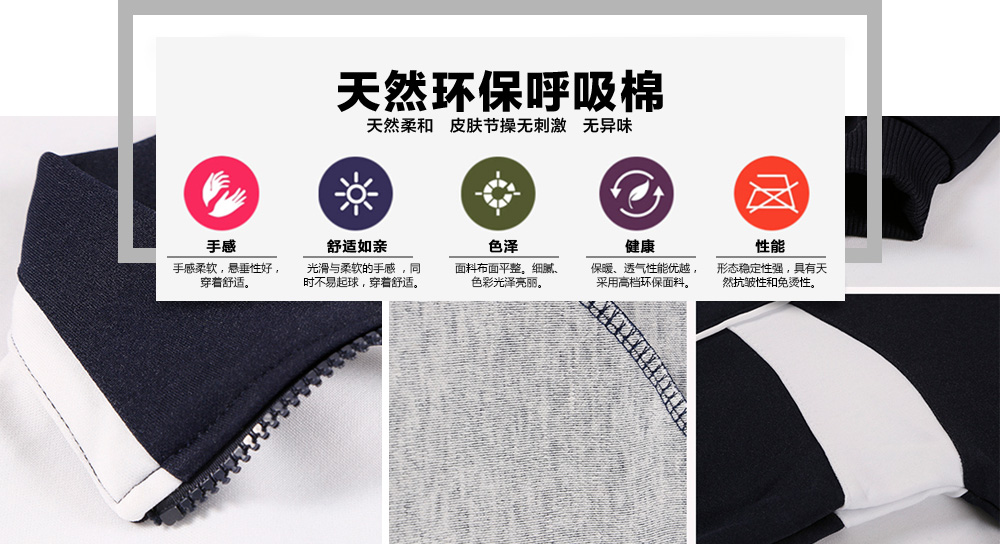 天然环保呼吸棉
天然柔和 皮肤节操无刺激 无异味
手感
手感柔软，悬垂性好，
穿着舒适。
舒适如亲
光滑与柔软的手感 ，同
时不易起球，穿着舒适。
色泽
面料布面平整。细腻、
色彩光泽亮丽。
健康
保暖、透气性能优越，
采用高档环保面料。
性能
形态稳定性强，具有天
然抗皱性和免烫性。